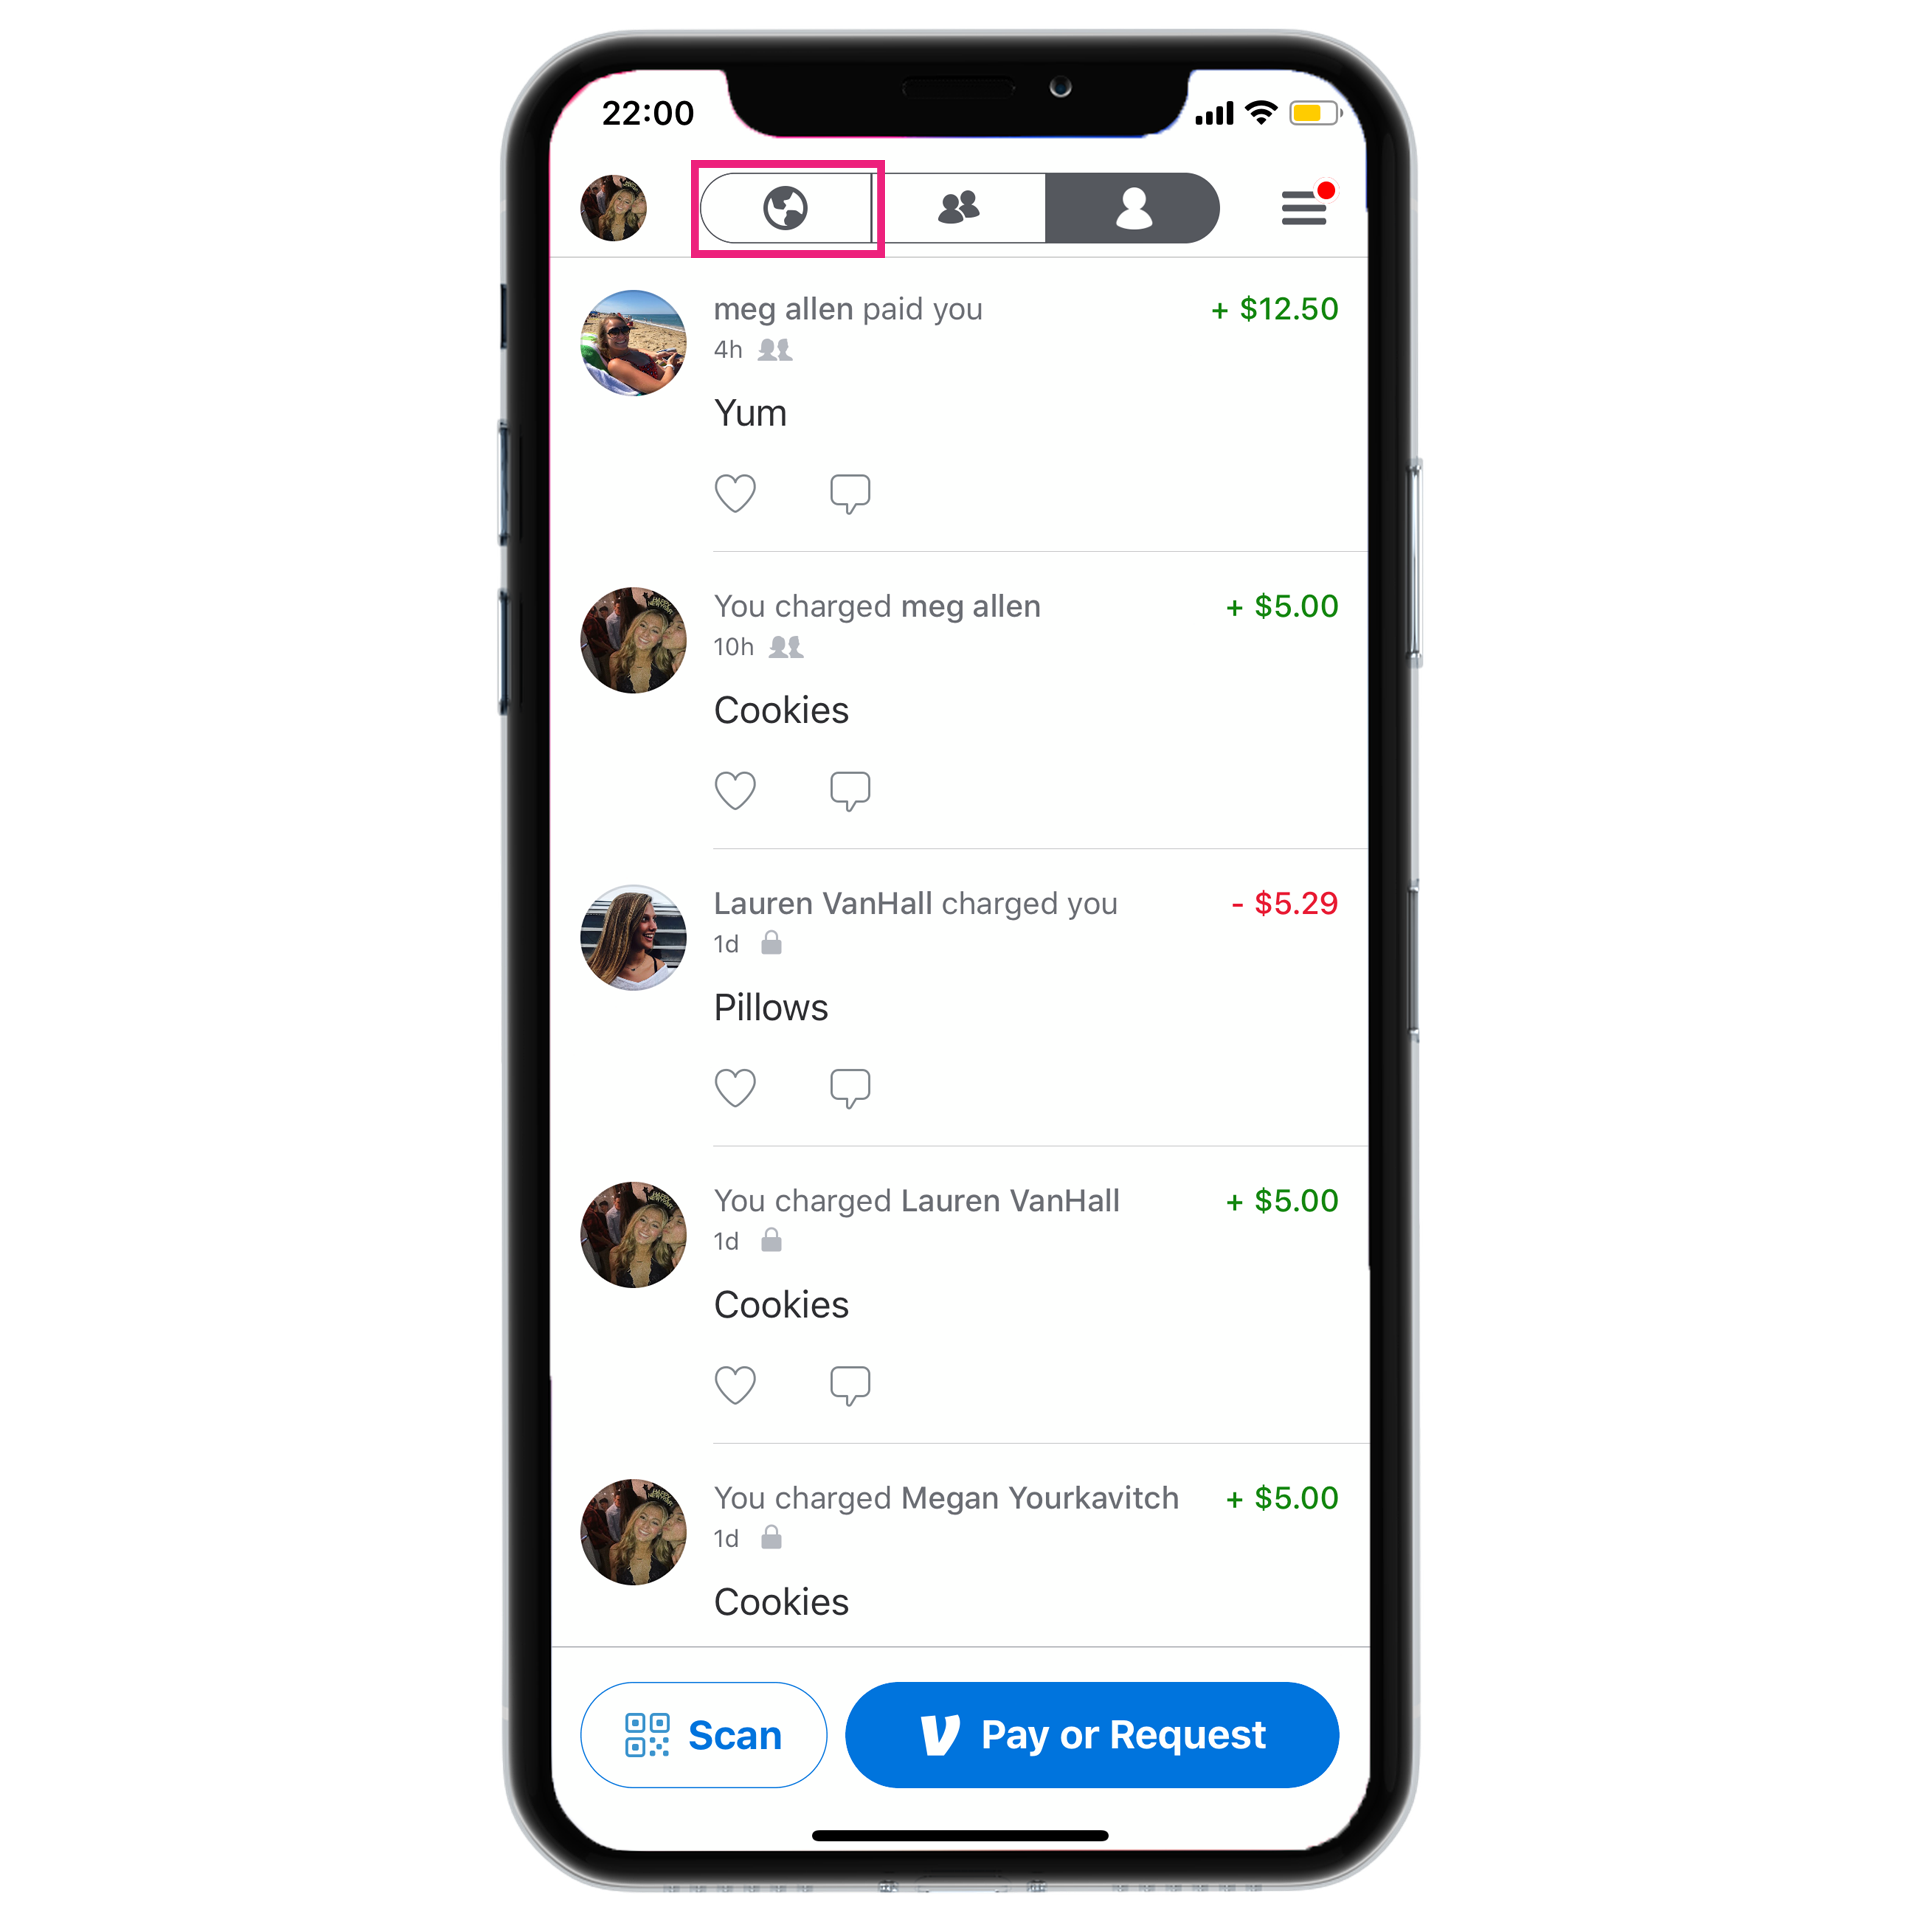 22:00
meg allen paid you + $12.50
4h
Yum
You charged meg allen + $5.00
10h
Cookies
Lauren VanHall charged you - $5.29
1d
Pillows
You charged Lauren VanHall + $5.00
1d
Cookies
You charged Megan Yourkavitch + $5.00
1d
Cookies
Scan
Pay or Request